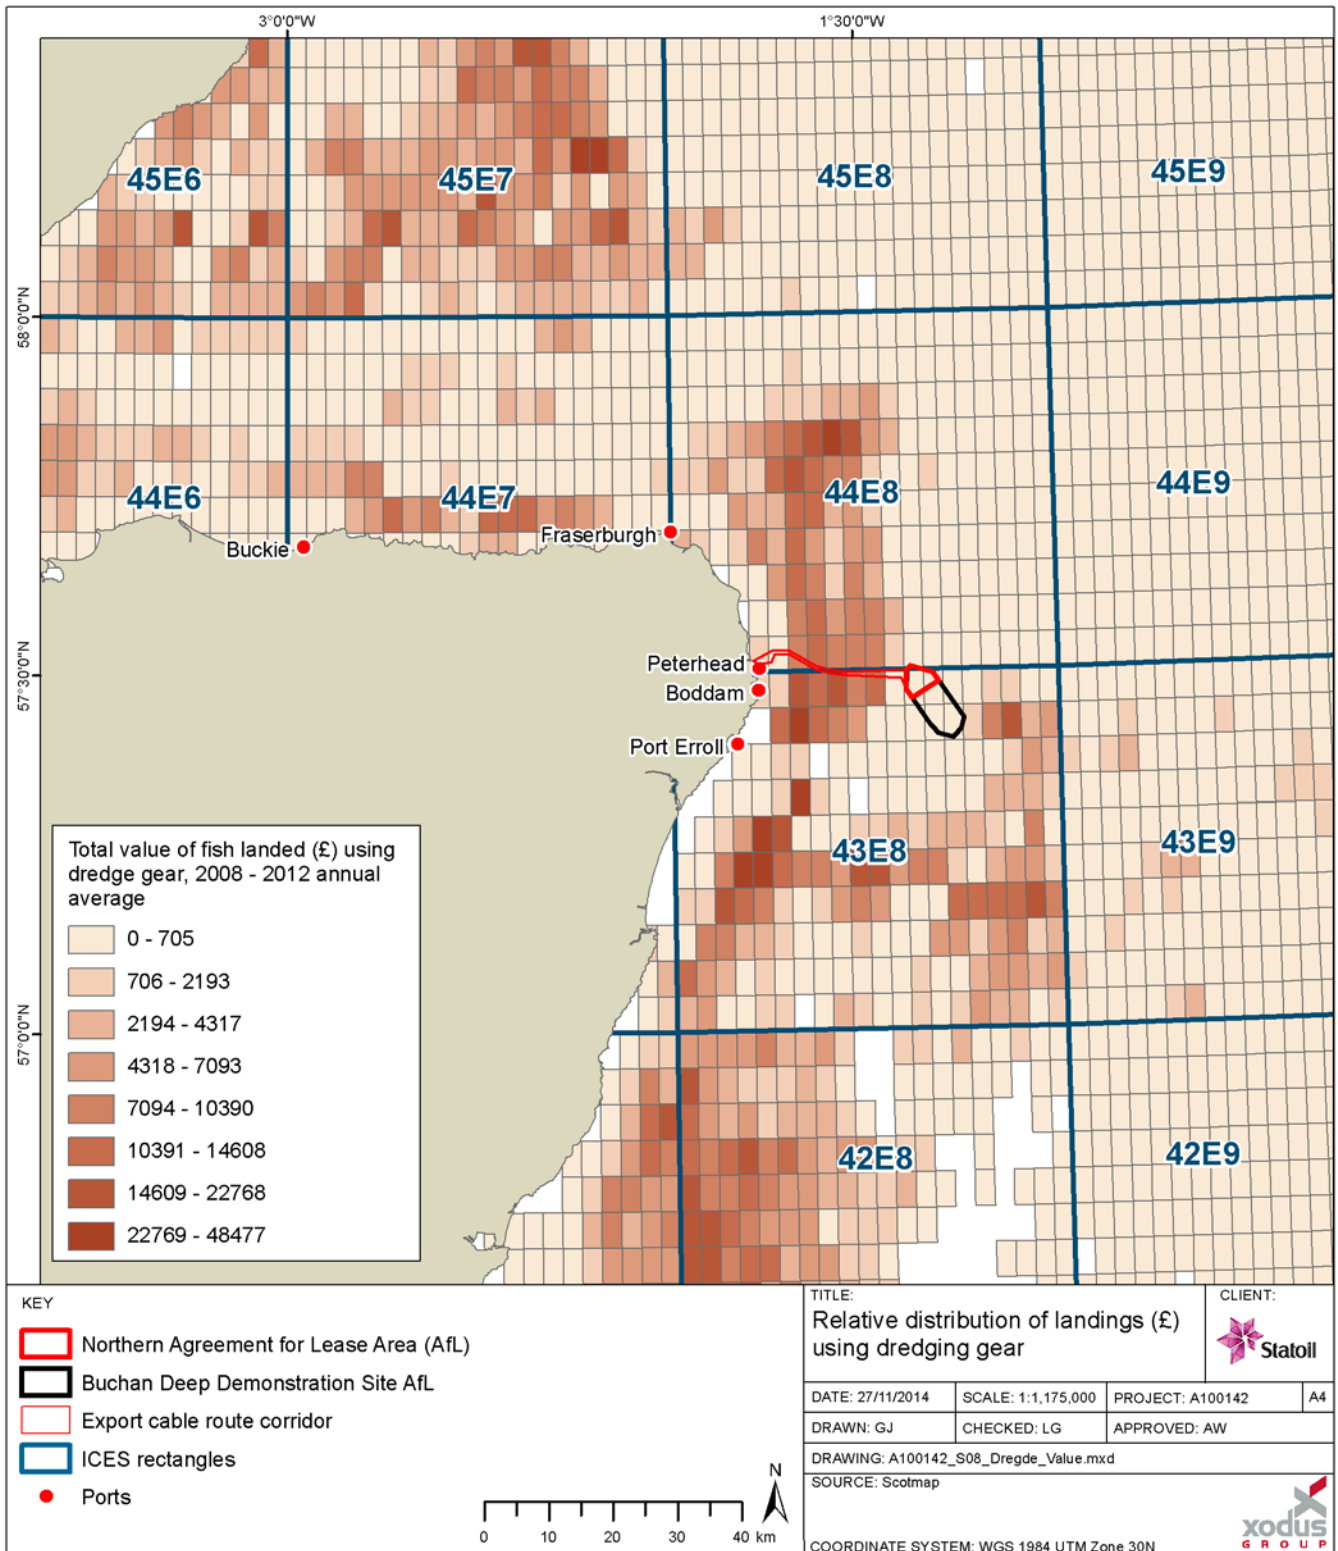 3°0'0"W
1°30'0"W
58°0'0"N
57°30'0"N
57°0'0"N
45E6
45E7
45E8
45E9
44E6
44E7
44E8
44E9
Buckie
Fraserburgh
Peterhead
Boddam
Port Erroll
43E8
43E9
42E8
42E9
Total value of fish landed (£) using
dredge gear, 2008 - 2012 annual
average
0 - 705
706 - 2193
2194 - 4317
4318 - 7093
7094 - 10390
10391 - 14608
14609 - 22768
22769 - 48477
KEY
Northern Agreement for Lease Area (AfL)
Buchan Deep Demonstration Site AfL
Export cable route corridor
ICES rectangles
Ports
N
0 10 20 30 40 km
TITLE:
Relative distribution of landings (£)
using dredging gear
CLIENT:
Statoil
DATE: 27/11/2014
SCALE: 1:1,175,000
PROJECT: A100142
A4
DRAWN: GJ
CHECKED: LG
APPROVED: AW
DRAWING: A100142_S08_Dregde_Value.mxd
SOURCE: Scotmap
xodus
GROUP
COORDINATE SYSTEM: WGS 1984 UTM Zone 30N